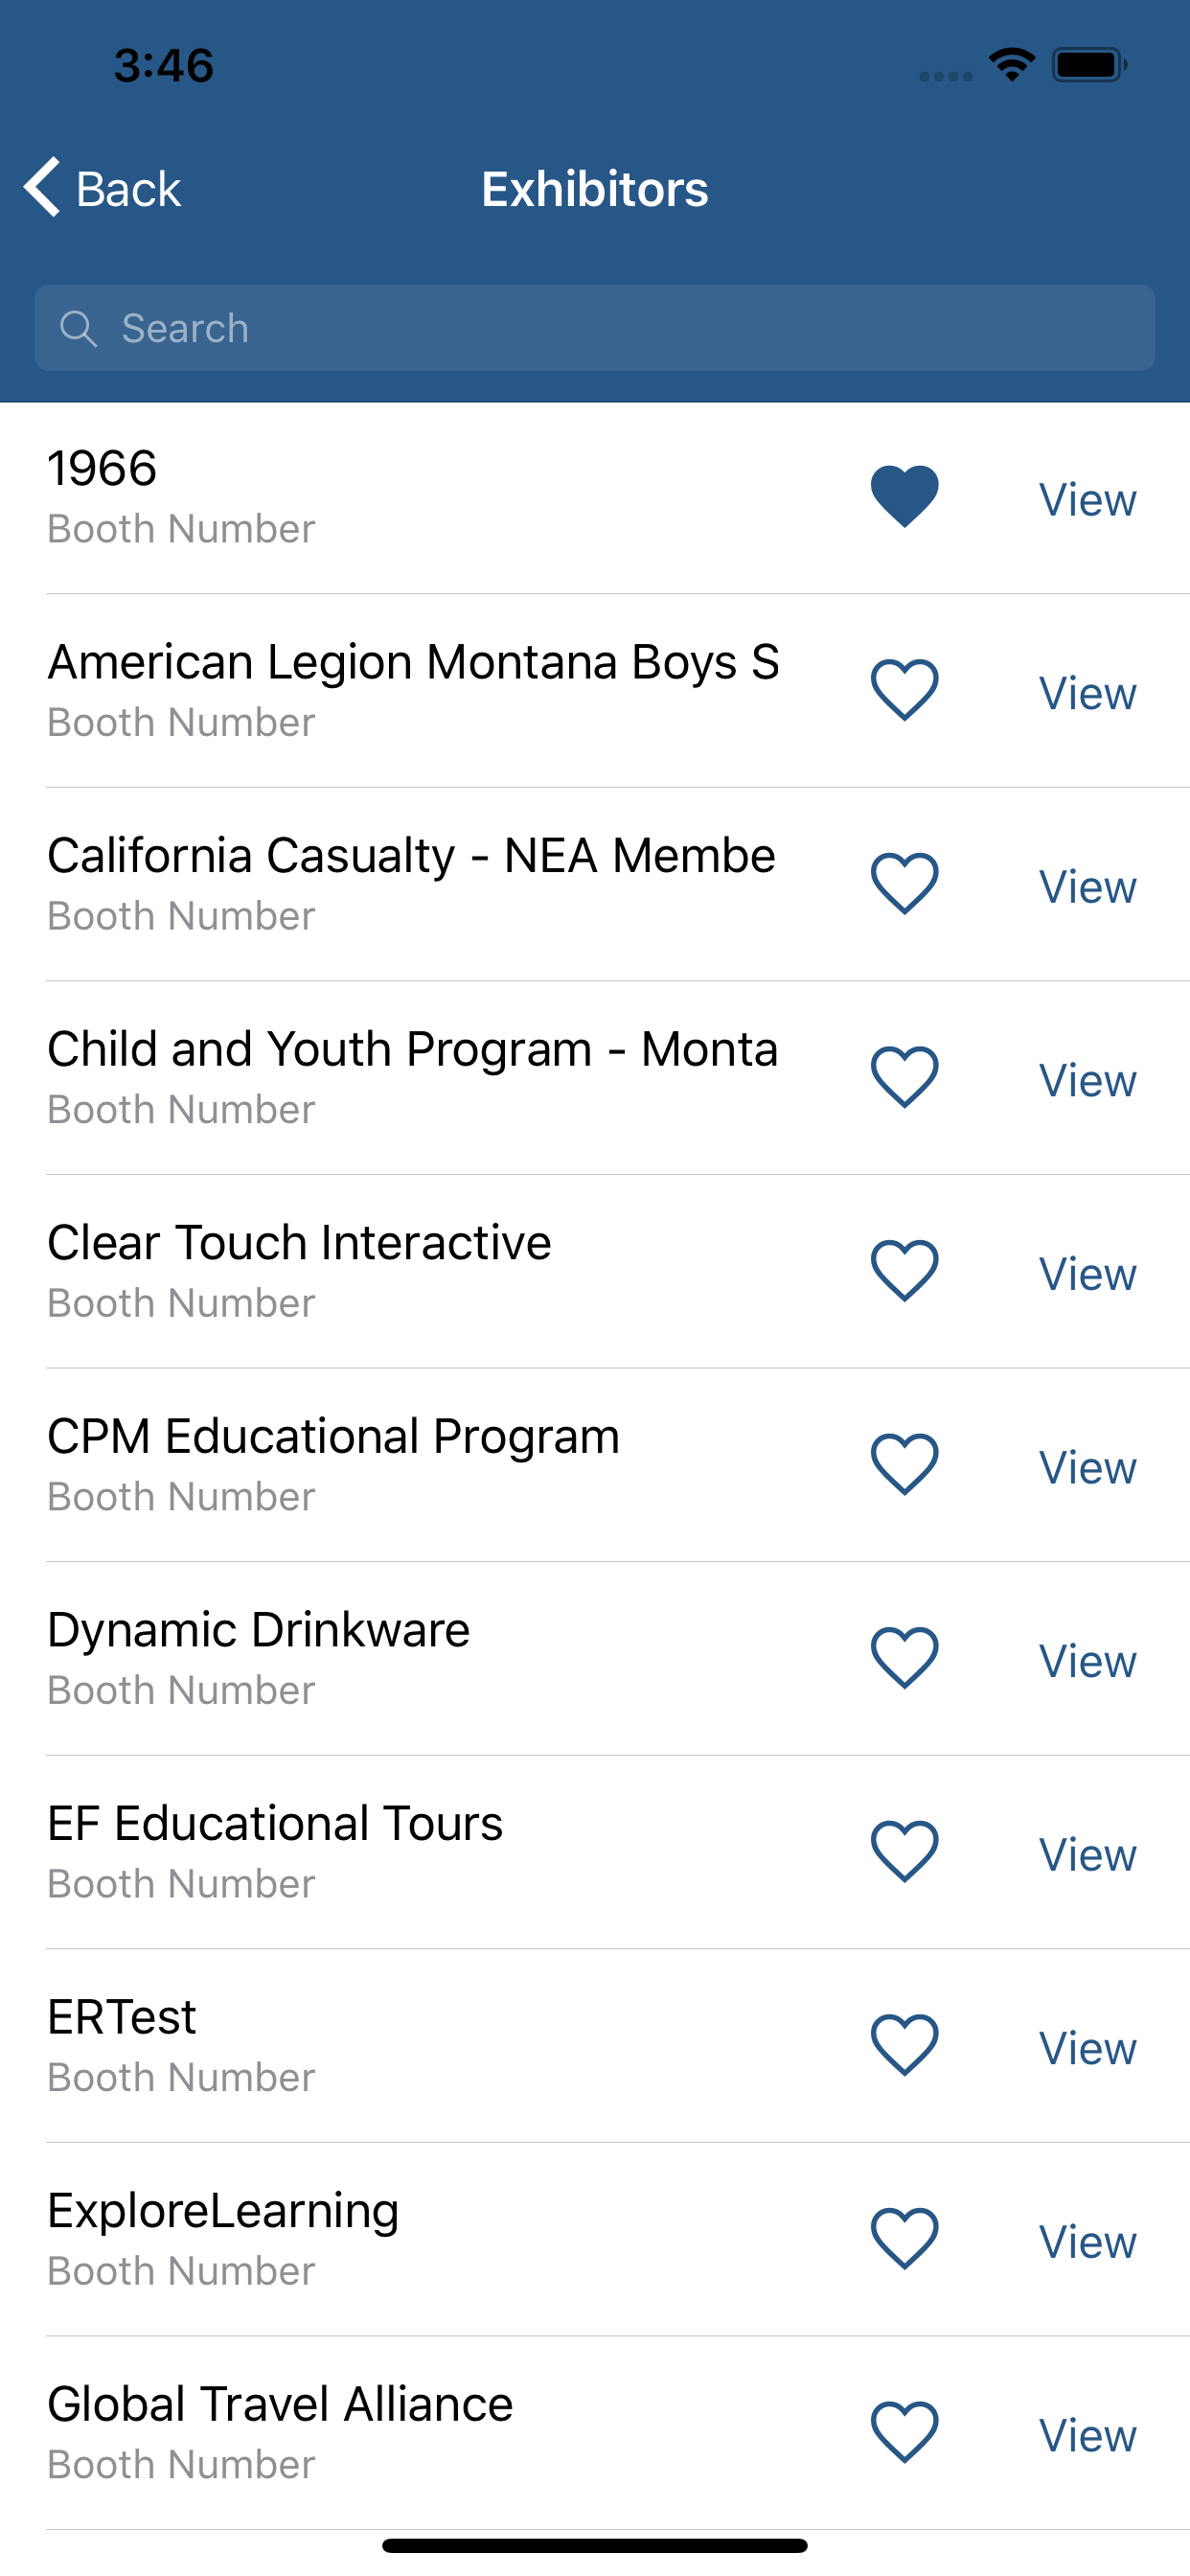 3:46
Back
Exhibitors
Search
1966
Booth Number
View
American Legion Montana Boys S
Booth Number
View
California Casualty - NEA Membe
Booth Number
View
Child and Youth Program - Monta
Booth Number
View
Clear Touch Interactive
Booth Number
View
CPM Educational Program
Booth Number
View
Dynamic Drinkware
Booth Number
View
EF Educational Tours
Booth Number
View
ERTest
Booth Number
View
ExploreLearning
Booth Number
View
Global Travel Alliance
Booth Number
View